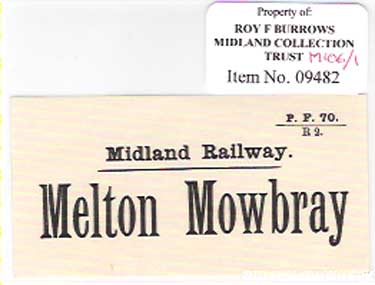 Property of:
ROY F BURROWS
MIDLAND COLLECTION
TRUST M106/1
Item No. 09482
P. F. 70.
R 2.
Midland Railway.
Melton Mowbray